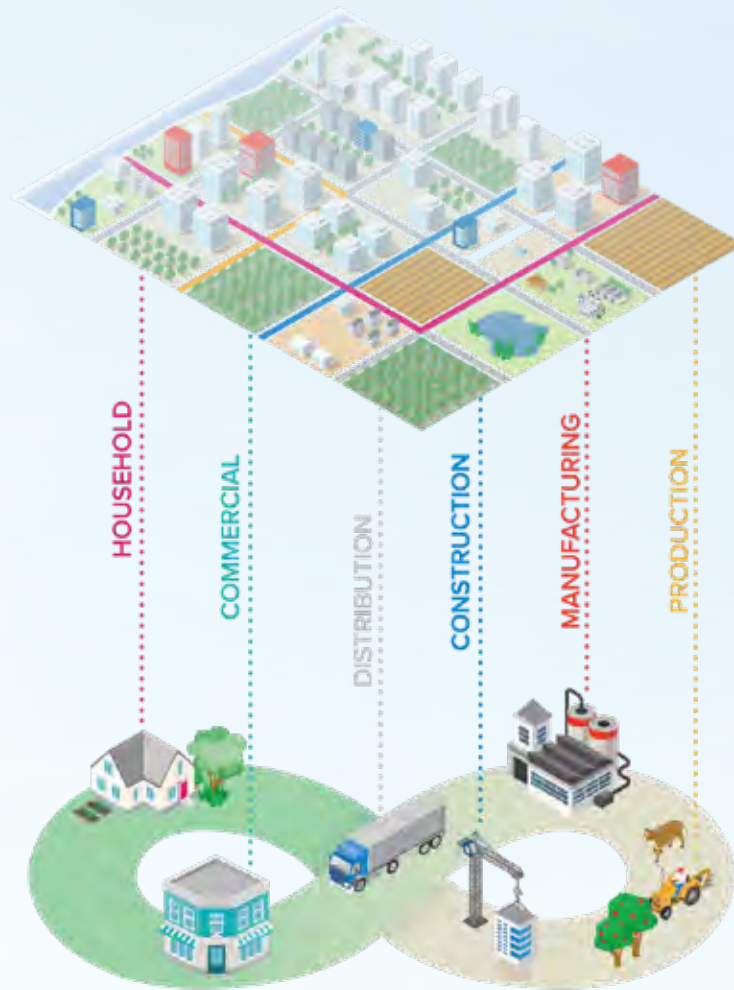 HOUSEHOLD
COMMERCIAL
DISTRIBUTION
CONSTRUCTION
MANUFACTURING
PRODUCTION